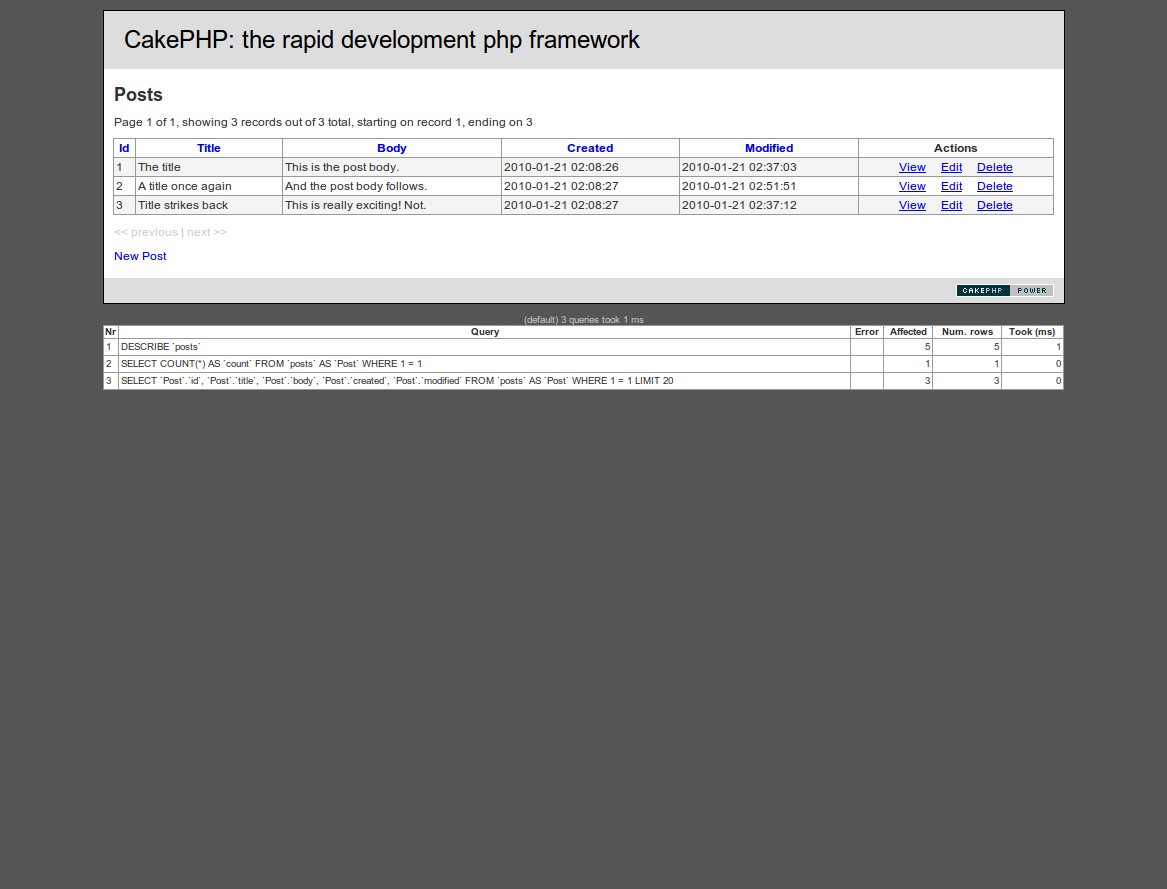 CakePHP: the rapid development php framework
Posts
Page 1 of 1, showing 3 records out of 3 total, starting on record 1, ending on 3
Id Title Body Created Modified Actions
1 The title This is the post body. 2010-01-21 02:08:26 2010-01-21 02:37:03 View Edit Delete
2 A title once again And the post body follows. 2010-01-21 02:08:27 2010-01-21 02:51:51 View Edit Delete
3 Title strikes back This is really exciting! Not. 2010-01-21 02:08:27 2010-01-21 02:37:12 View Edit Delete
<< previous | next >>
New Post
CAKEPHP POWER
(default) 3 queries took 1 ms
Nr Query Error Affected Num. rows Took (ms)
1 DESCRIBE `posts` 5 5 1
2 SELECT COUNT(*) AS `count` FROM `posts` AS `Post` WHERE 1 = 1 1 1 0
3 SELECT `Post`.`id`, `Post`.`title`, `Post`.`body`, `Post`.`created`, `Post`.`modified` FROM `posts` AS `Post` WHERE 1 = 1 LIMIT 20 3 3 0